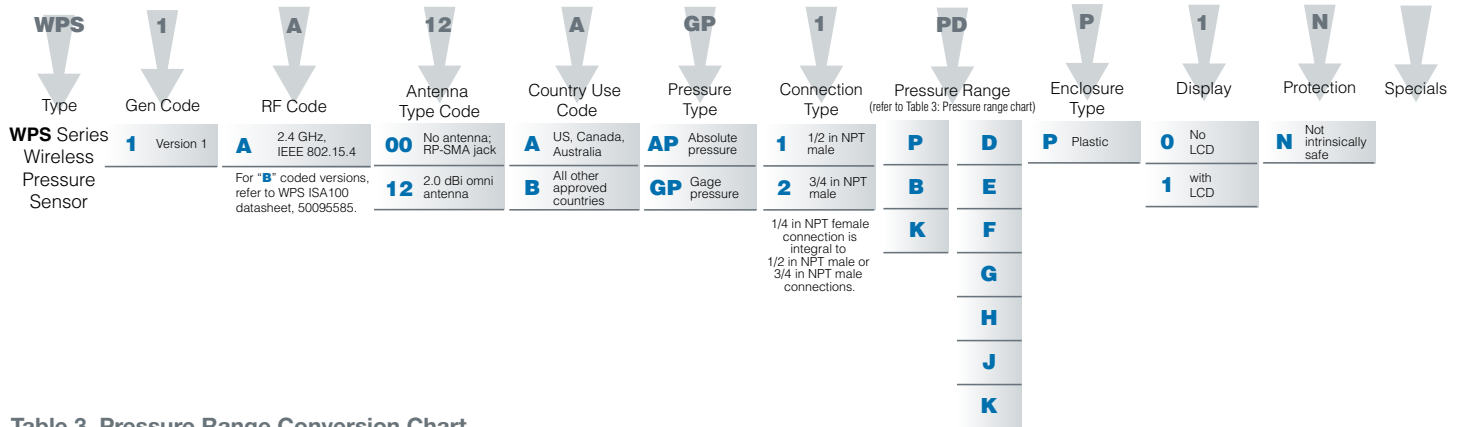 WPS 1 A 12 A GP 1 PD P 1 N
Type
WPS Series
Wireless
Pressure
Sensor
Gen Code
1 Version 1
RF Code
A 2.4 GHz,
IEEE 802.15.4
For “B” coded versions,
refer to WPS ISA100
datasheet, 50095585.
Antenna
Type Code
00 No antenna;
RP-SMA jack
12 2.0 dBi omni
antenna
Country Use
Code
A US, Canada,
Australia
B All other
approved
countries
Pressure
Type
AP Absolute
pressure
GP Gage
pressure
Connection
Type
1 1/2 in NPT
male
2 3/4 in NPT
male
1/4 in NPT female
connection is
integral to
1/2 in NPT male or
3/4 in NPT male
connections.
Pressure Range
(refer to Table 3: Pressure range chart)
P D
B E
K F
G
H
J
K
Enclosure
Type
P Plastic
Display
0 No
LCD
1 with
LCD
Protection
N Not
intrinsically
safe
Specials
Table 3. Pressure Range Conversion Chart